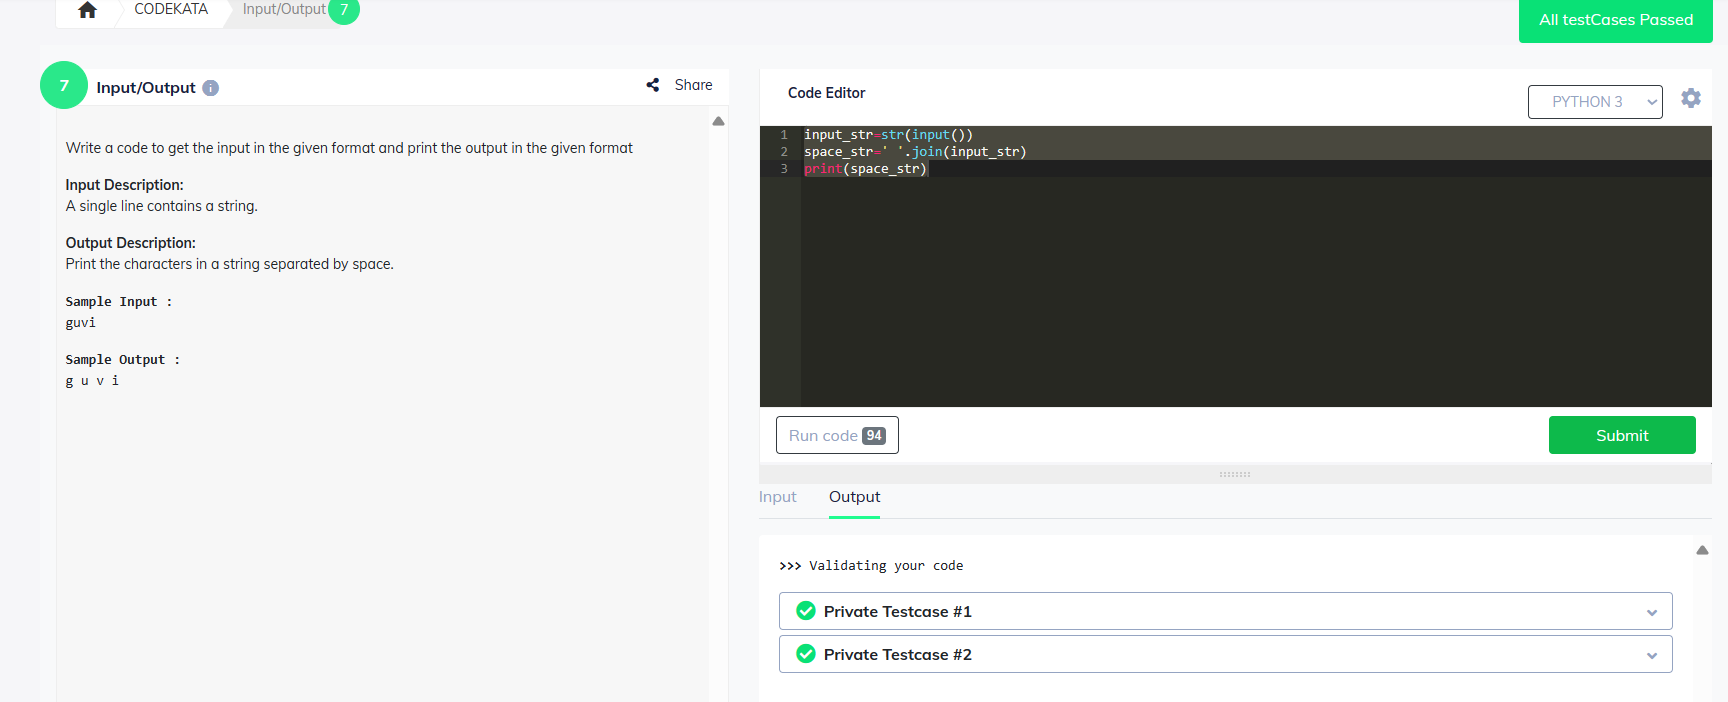 CODEKATA
Input/Output 7
All testCases Passed
7 Input/Output i
Share
Write a code to get the input in the given format and print the output in the given format
Input Description:
A single line contains a string.
Output Description:
Print the characters in a string separated by space.
Sample Input :
guvi
Sample Output :
g u v i
Code Editor
PYTHON 3
1 input_str=str(input())
2 space_str=' '.join(input_str)
3 print(space_str)
Run code 94
Submit
Input Output
>>> Validating your code
Private Testcase #1
Private Testcase #2